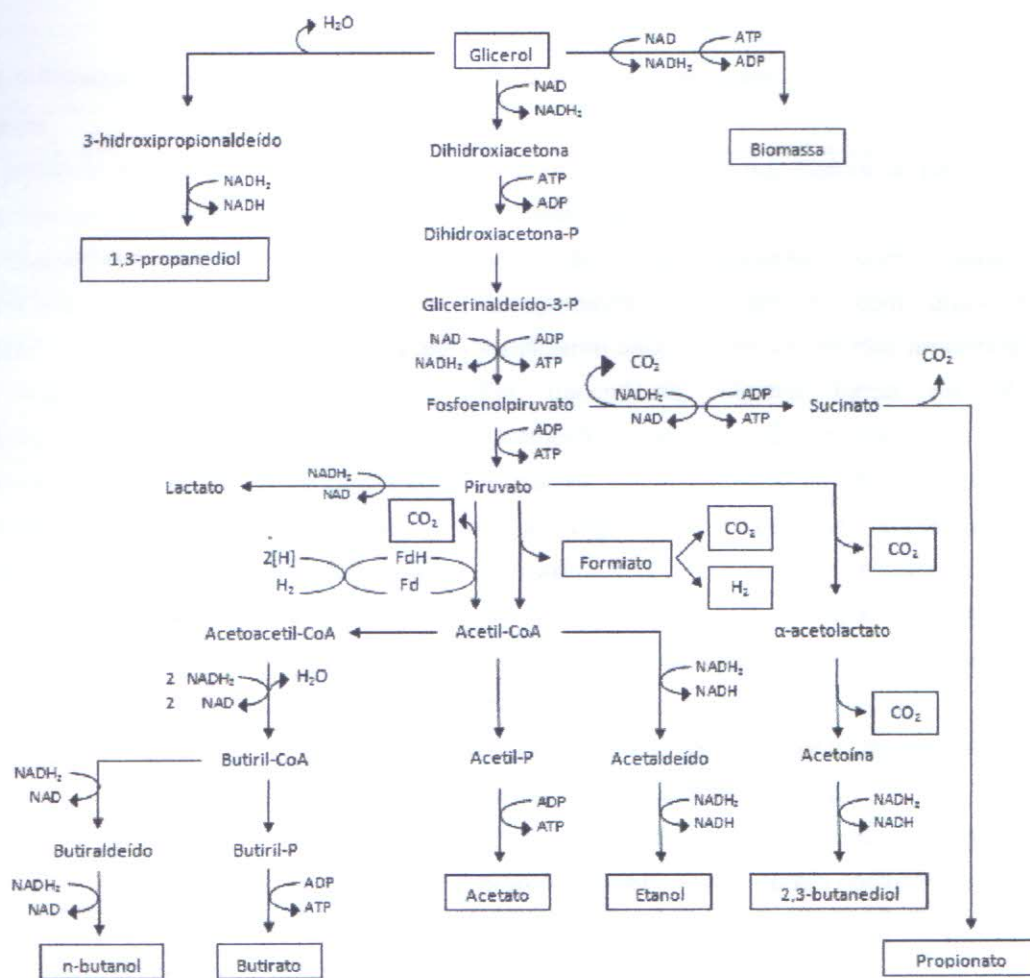 H₂O
Glicerol
NAD
NADH₂
ATP
ADP
NAD
NADH₂
3-hidroxipropionaldeído
Dihidroxiacetona
Biomassa
NADH₂
NADH
ATP
ADP
1,3-propanediol
Dihidroxiacetona-P
Glicerinaldeído-3-P
NAD
NADH₂
ADP
ATP
CO₂
CO₂
Fosfoenolpiruvato
NADH₂
NAD
ADP
ATP
Sucinato
ADP
ATP
Lactato
NADH₂
NAD
Piruvato
CO₂
CO₂
CO₂
2[H]
FdH
Formiato
H₂
Fd
H₂
Acetoacetil-CoA
Acetil-CoA
α-acetolactato
2 NADH₂
2 NAD
H₂O
NADH₂
NADH
CO₂
Butiril-CoA
Acetil-P
Acetaldeído
Acetoína
NADH₂
NAD
ADP
ATP
NADH₂
NADH
NADH₂
NADH
Butiraldeído
Butiril-P
NADH₂
NAD
ADP
ATP
Acetato
Etanol
2,3-butanediol
n-butanol
Butirato
Propionato